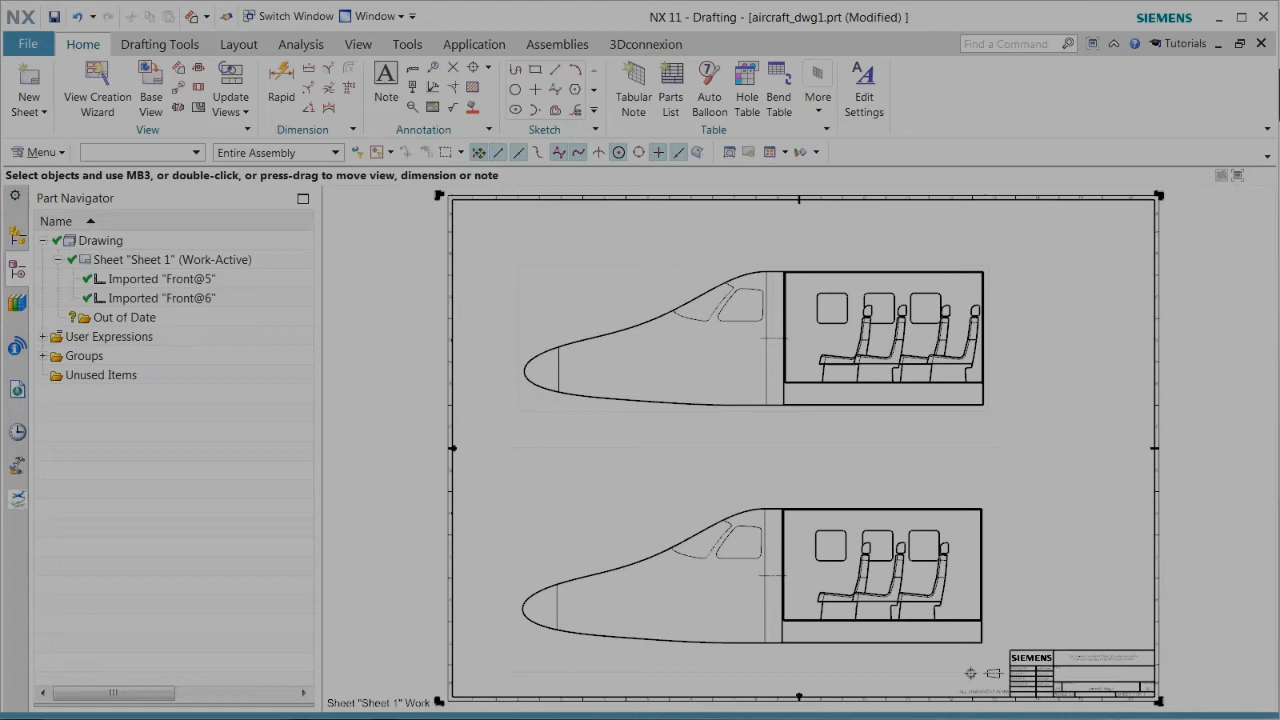 NX Switch Window Window NX 11 - Drafting - [aircraft_dwg1.prt (Modified) ] SIEMENS
File Home Drafting Tools Layout Analysis View Tools Application Assemblies 3Dconnexion Find a Command Tutorials
New Sheet View Creation Wizard Base View Update Views Rapid Note Tabular Note Parts List Auto Balloon Hole Table Bend Table More Edit Settings
View Dimension Annotation Sketch Table
Menu Entire Assembly
Select objects and use MB3, or double-click, or press-drag to move view, dimension or note
Part Navigator
Name
Drawing
Sheet "Sheet 1" (Work-Active)
Imported "Front@5"
Imported "Front@6"
Out of Date
User Expressions
Groups
Unused Items
SIEMENS
Sheet "Sheet 1" Work